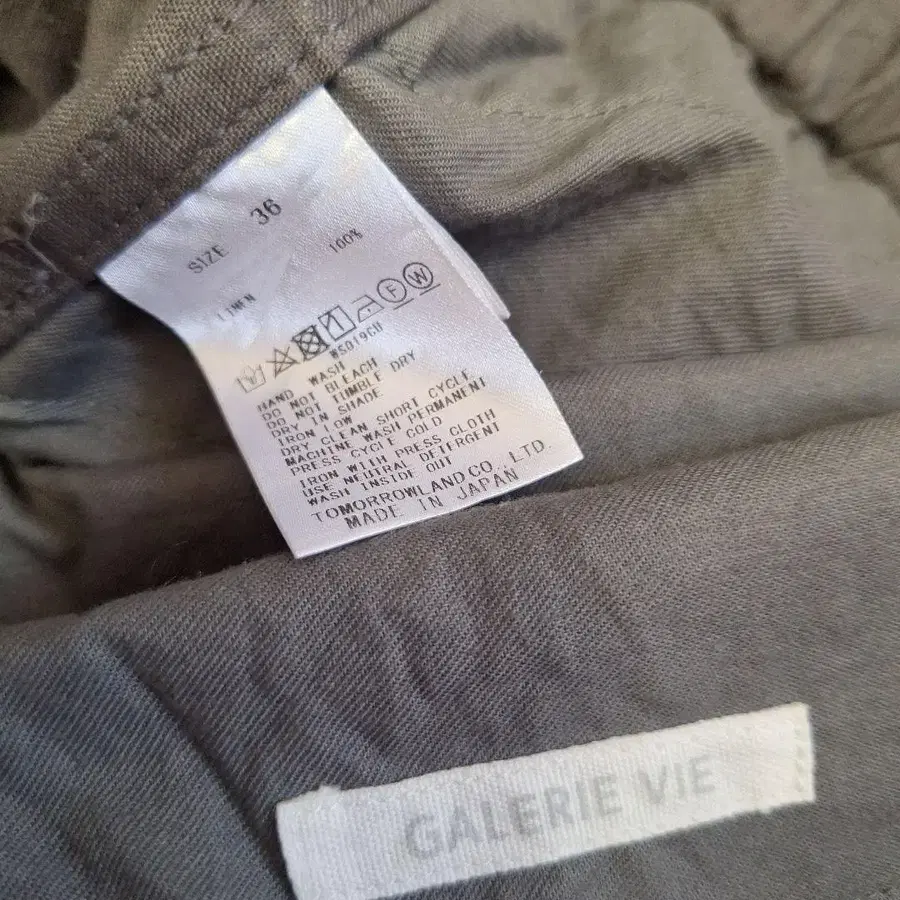 SIZE 36
LINEN 100%
F W
WS019CU
HAND WASH
DO NOT BLEACH
DO NOT TUMBLE DRY
DRY IN SHADE
IRON LOW
DRY CLEAN SHORT CYCLE
MACHINE WASH PERMANENT
PRESS CYCLE COLD
IRON WITH PRESS CLOTH
USE NEUTRAL DETERGENT
WASH INSIDE OUT
TOMORROWLAND CO., LTD.
MADE IN JAPAN
GALERIE VIE